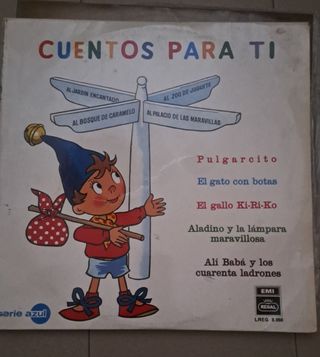 CUENTOS PARA TI
AL JARDIN ENCANTADO
AL ZOO DE JUGUETE
AL BOSQUE DE CARAMELO
AL PALACIO DE LAS MARAVILLAS
Pulgarcito
El gato con botas
El gallo Ki-Ri-Ko
Aladino y la lámpara
maravillosa
Alí Babá y los
cuarenta ladrones
serie azul
EMI
REGAL